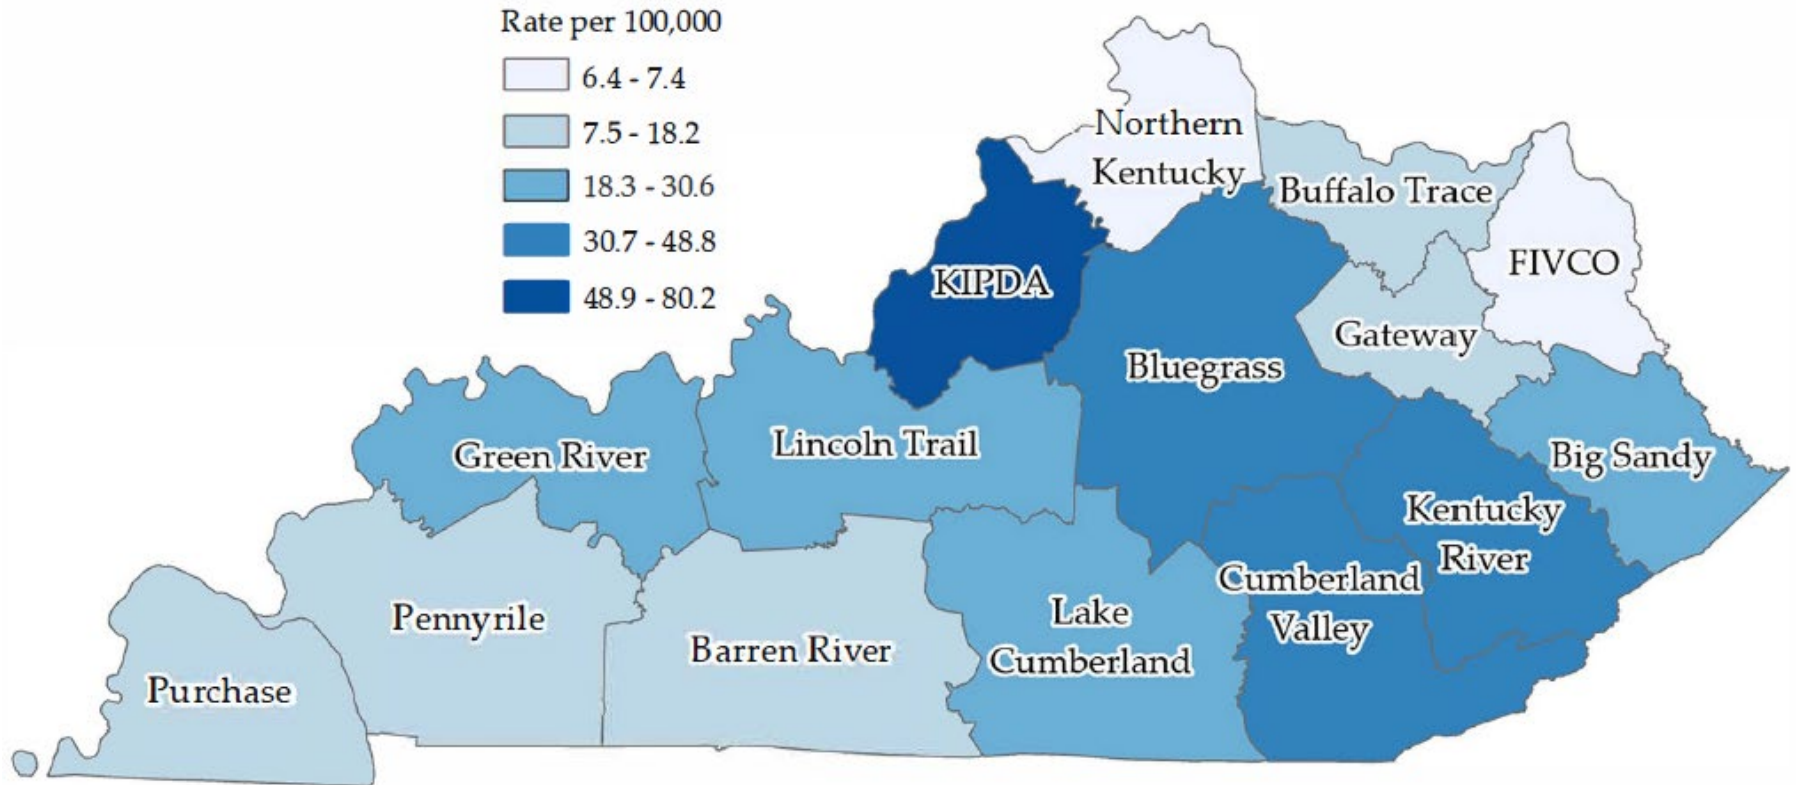 Rate per 100,000
6.4 - 7.4
7.5 - 18.2
18.3 - 30.6
30.7 - 48.8
48.9 - 80.2
Northern
Kentucky
Buffalo Trace
FIVCO
KIPDA
Gateway
Bluegrass
Lincoln Trail
Green River
Big Sandy
Kentucky
River
Cumberland
Valley
Lake
Cumberland
Pennyrile
Barren River
Purchase